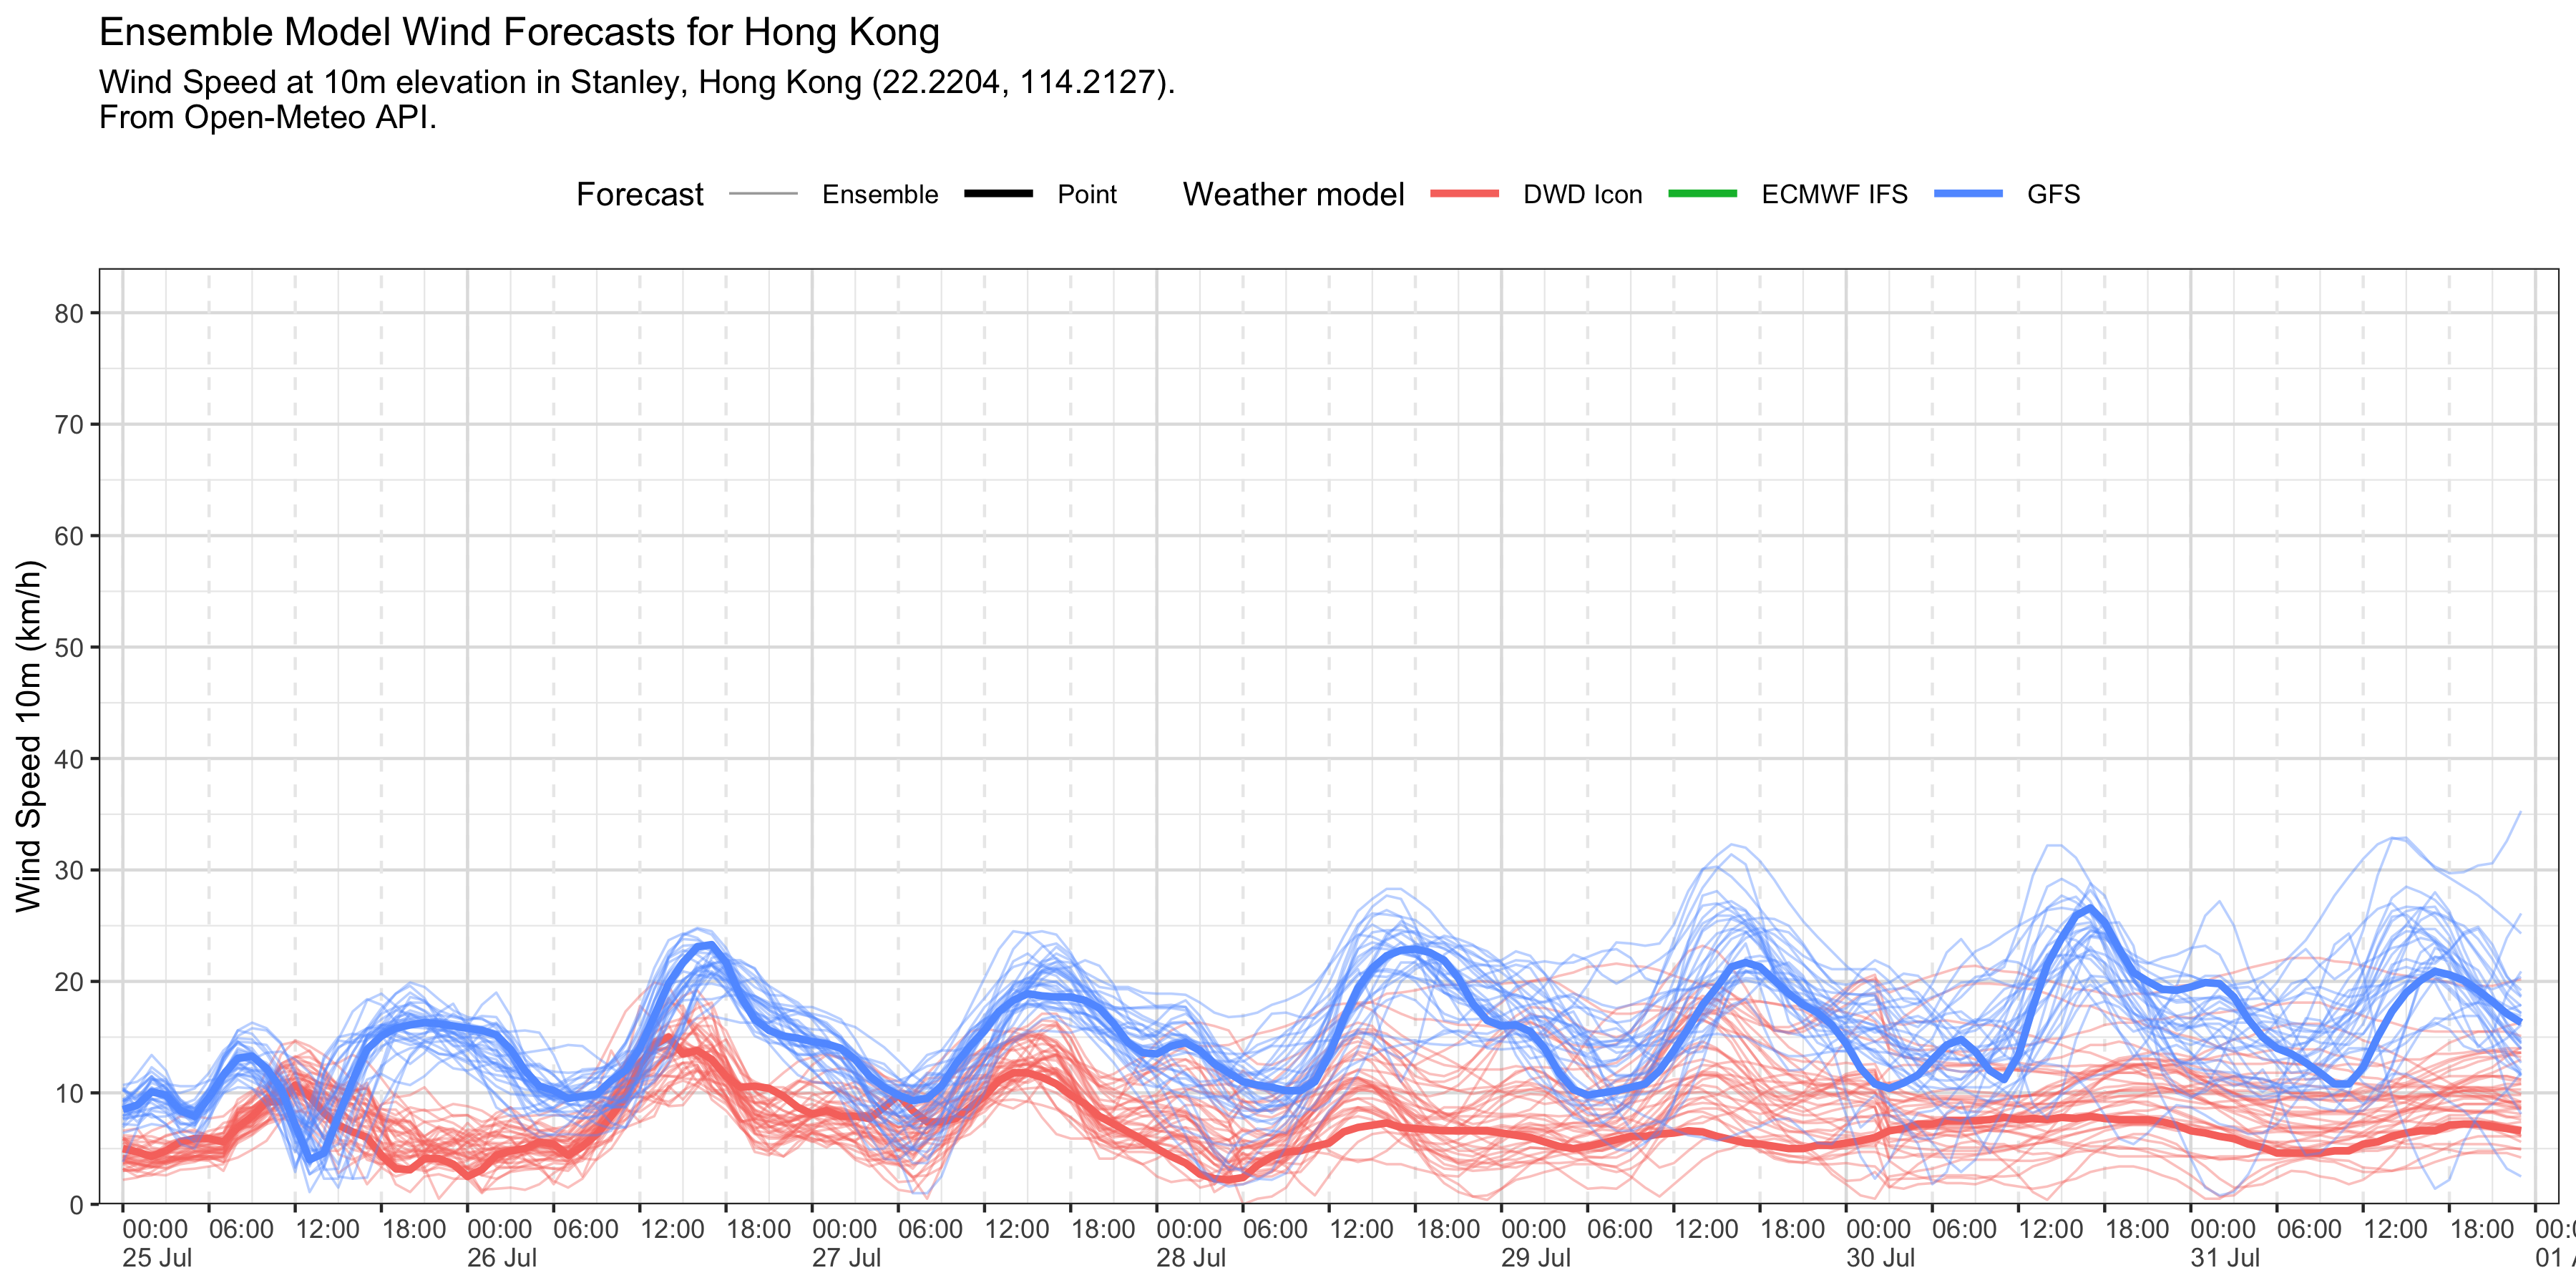 Ensemble Model Wind Forecasts for Hong Kong
Wind Speed at 10m elevation in Stanley, Hong Kong (22.2204, 114.2127).
From Open-Meteo API.
Forecast Ensemble Point Weather model DWD Icon ECMWF IFS GFS
Wind Speed 10m (km/h)
80
70
60
50
40
30
20
10
0
00:00 06:00 12:00 18:00 00:00 06:00 12:00 18:00 00:00 06:00 12:00 18:00 00:00 06:00 12:00 18:00 00:00 06:00 12:00 18:00 00:00 06:00 12:00 18:00 00:00 06:00 12:00 18:00
25 Jul 26 Jul 27 Jul 28 Jul 29 Jul 30 Jul 31 Jul 01